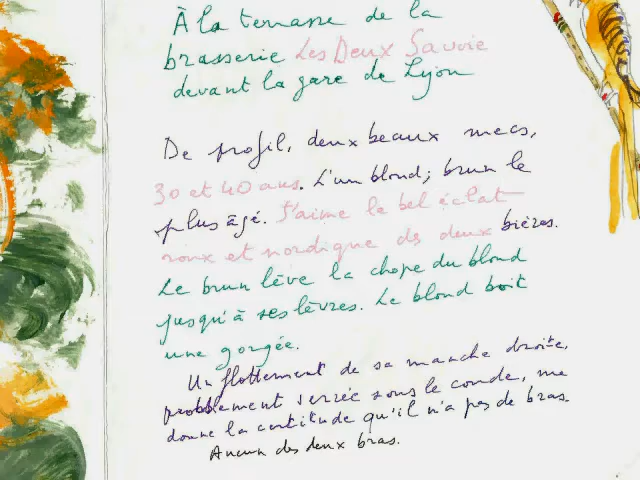 À la terrasse de la
brasserie Les Deux Savoie
devant la gare de Lyon
De profil, deux beaux mecs,
30 et 40 ans. L'un blond; brun le
plus âgé. J'aime le bel éclat
roux et nordique des deux bières.
Le brun lève la chope du blond
jusqu'à ses lèvres. Le blond boit
une gorgée.
Un flottement de sa manche droite,
probablement serrée sous le coude, me
donne la certitude qu'il n'a pas de bras.
Aucun des deux bras.